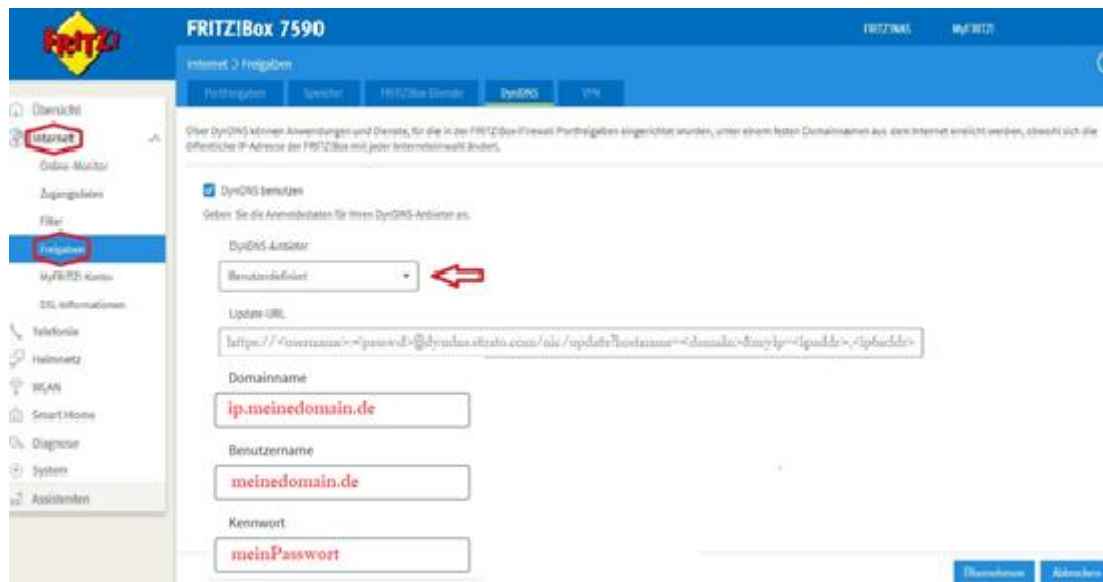 FRITZ!
FRITZ!Box 7590
FRITZ!NAS
MyFRITZ!
Internet > Freigaben
Portfreigaben
Speicher
FRITZ!Box-Dienste
DynDNS
VPN
Übersicht
Internet
Online-Monitor
Zugangsdaten
Filter
Freigaben
MyFRITZ!-Konto
DSL-Informationen
Telefonie
Heimnetz
WLAN
Smart Home
Diagnose
System
Assistenten
Über DynDNS können Anwendungen und Dienste, für die in der FRITZ!Box-Firewall Portfreigaben eingerichtet wurden, unter einem festen Domainnamen aus dem Internet erreicht werden, obwohl sich die
öffentliche IP-Adresse der FRITZ!Box mit jeder Interneteinwahl ändert.
DynDNS benutzen
Geben Sie die Anmeldedaten für Ihren DynDNS-Anbieter an.
DynDNS-Anbieter
Benutzerdefiniert
Update-URL
https://<username>:<passwd>@dyndns.strato.com/nic/update?hostname=<domain>&myip=<ipaddr>,<ip6addr>
Domainname
ip.meinedomain.de
Benutzername
meinedomain.de
Kennwort
meinPasswort
Übernehmen
Abbrechen